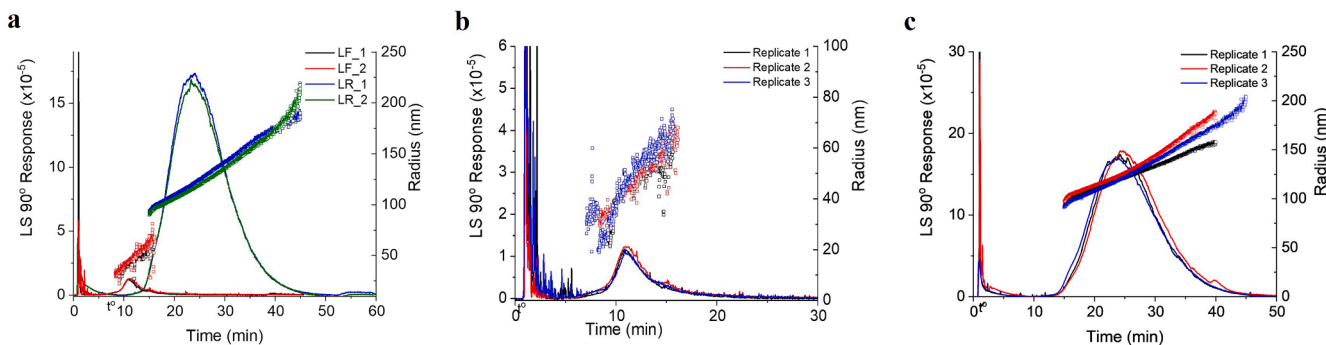 a
LS 90° Response (x10-5)
15
10
5
0
LF_1
LF_2
LR_1
LR_2
250
200
150
100
50
Radius (nm)
0 10 20 30 40 50 60
Time (min)
b
LS 90° Response (x10-5)
6
5
4
3
2
1
0
Replicate 1
Replicate 2
Replicate 3
100
80
60
40
20
0
Radius (nm)
0 10 20 30
Time (min)
c
LS 90° Response (x10-5)
30
20
10
0
Replicate 1
Replicate 2
Replicate 3
250
200
150
100
50
0
Radius (nm)
0 10 20 30 40 50
Time (min)